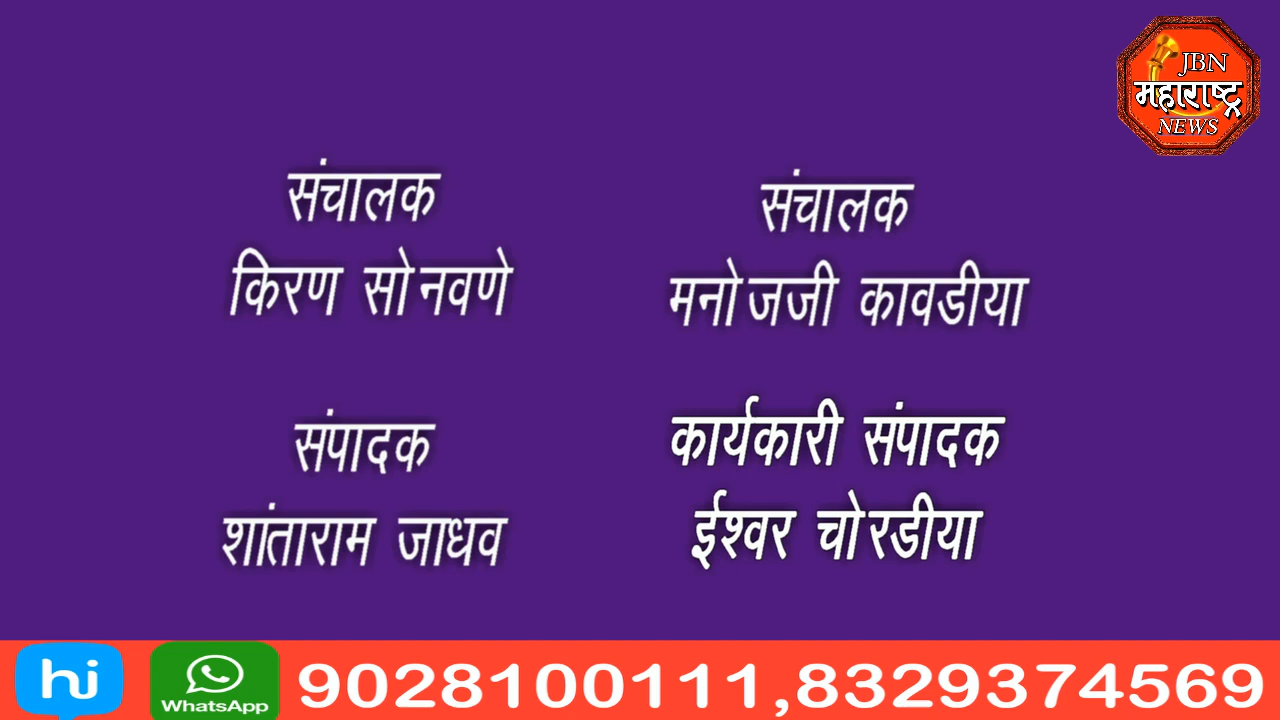 JBN
महाराष्ट्र
NEWS
संचालक
किरण सोनवणे
संचालक
मनोजजी कावडीया
संपादक
शांताराम जाधव
कार्यकारी संपादक
ईश्वर चोरडीया
hi
WhatsApp
9028100111,8329374569